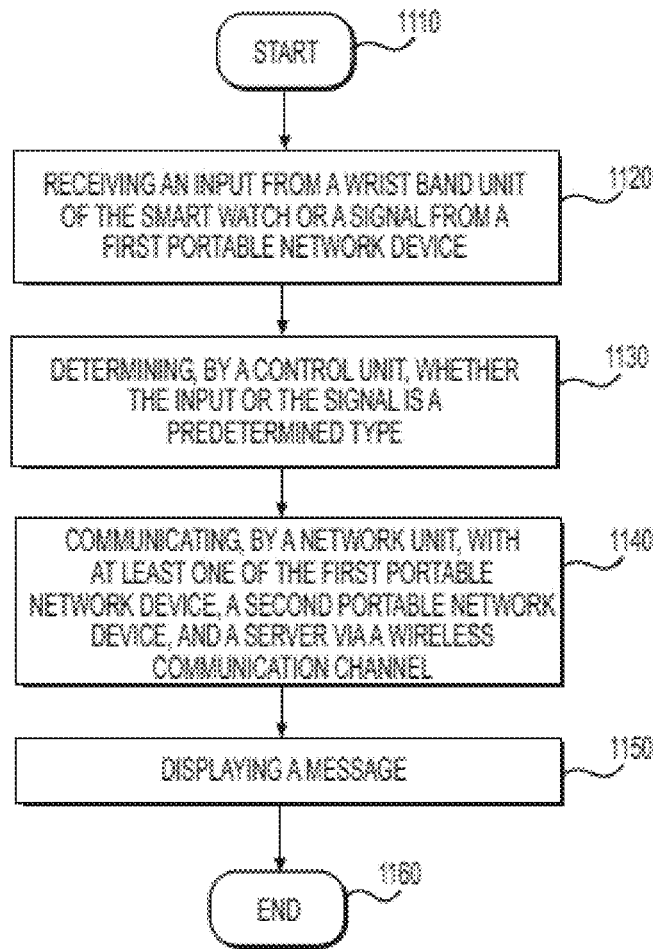 START
1110
RECEIVING AN INPUT FROM A WRIST BAND UNIT
OF THE SMART WATCH OR A SIGNAL FROM A
FIRST PORTABLE NETWORK DEVICE
1120
DETERMINING, BY A CONTROL UNIT, WHETHER
THE INPUT OR THE SIGNAL IS A
PREDETERMINED TYPE
1130
COMMUNICATING, BY A NETWORK UNIT, WITH
AT LEAST ONE OF THE FIRST PORTABLE
NETWORK DEVICE, A SECOND PORTABLE NETWORK
DEVICE, AND A SERVER VIA A WIRELESS
COMMUNICATION CHANNEL
1140
DISPLAYING A MESSAGE
1150
END
1160